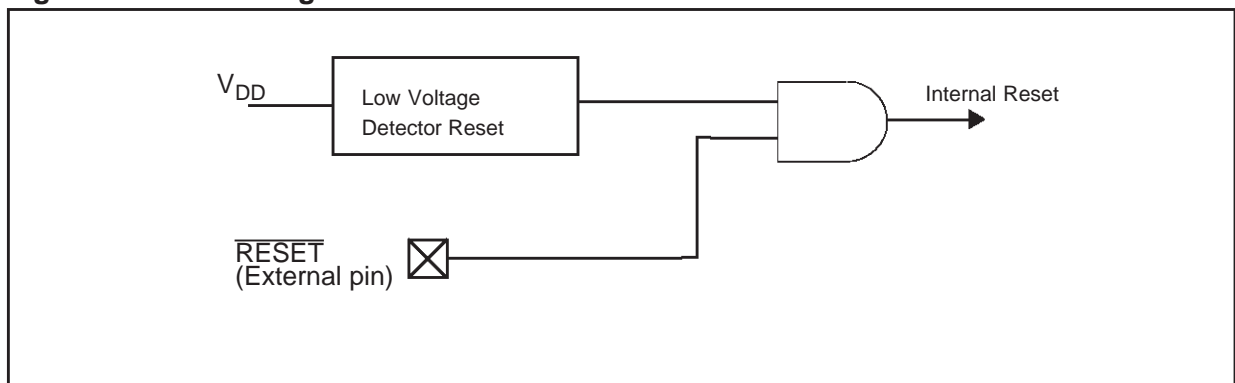 VDD
Low Voltage
Detector Reset
Internal Reset
RESET
(External pin)